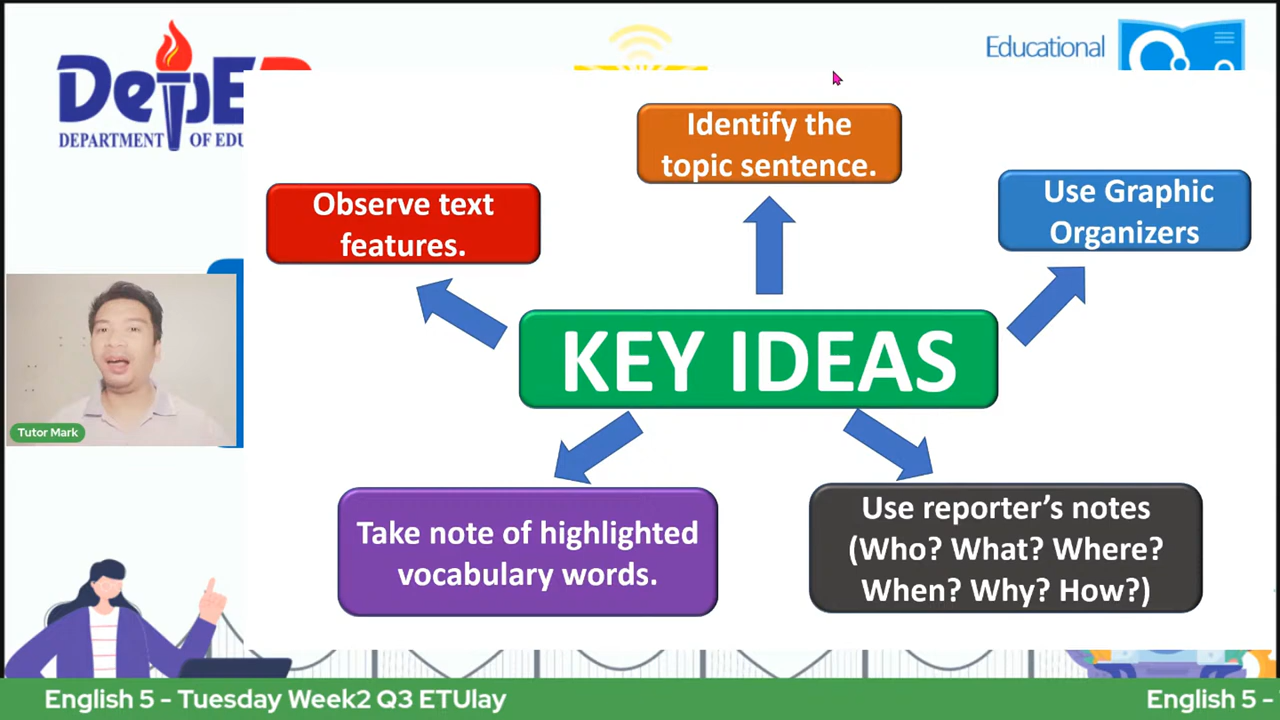 DepE
DEPARTMENT OF EDU
Educational
Identify the
topic sentence.
Observe text
features.
Use Graphic
Organizers
KEY IDEAS
Tutor Mark
Take note of highlighted
vocabulary words.
Use reporter's notes
(Who? What? Where?
When? Why? How?)
English 5 - Tuesday Week2 Q3 ETUlay
English 5 -